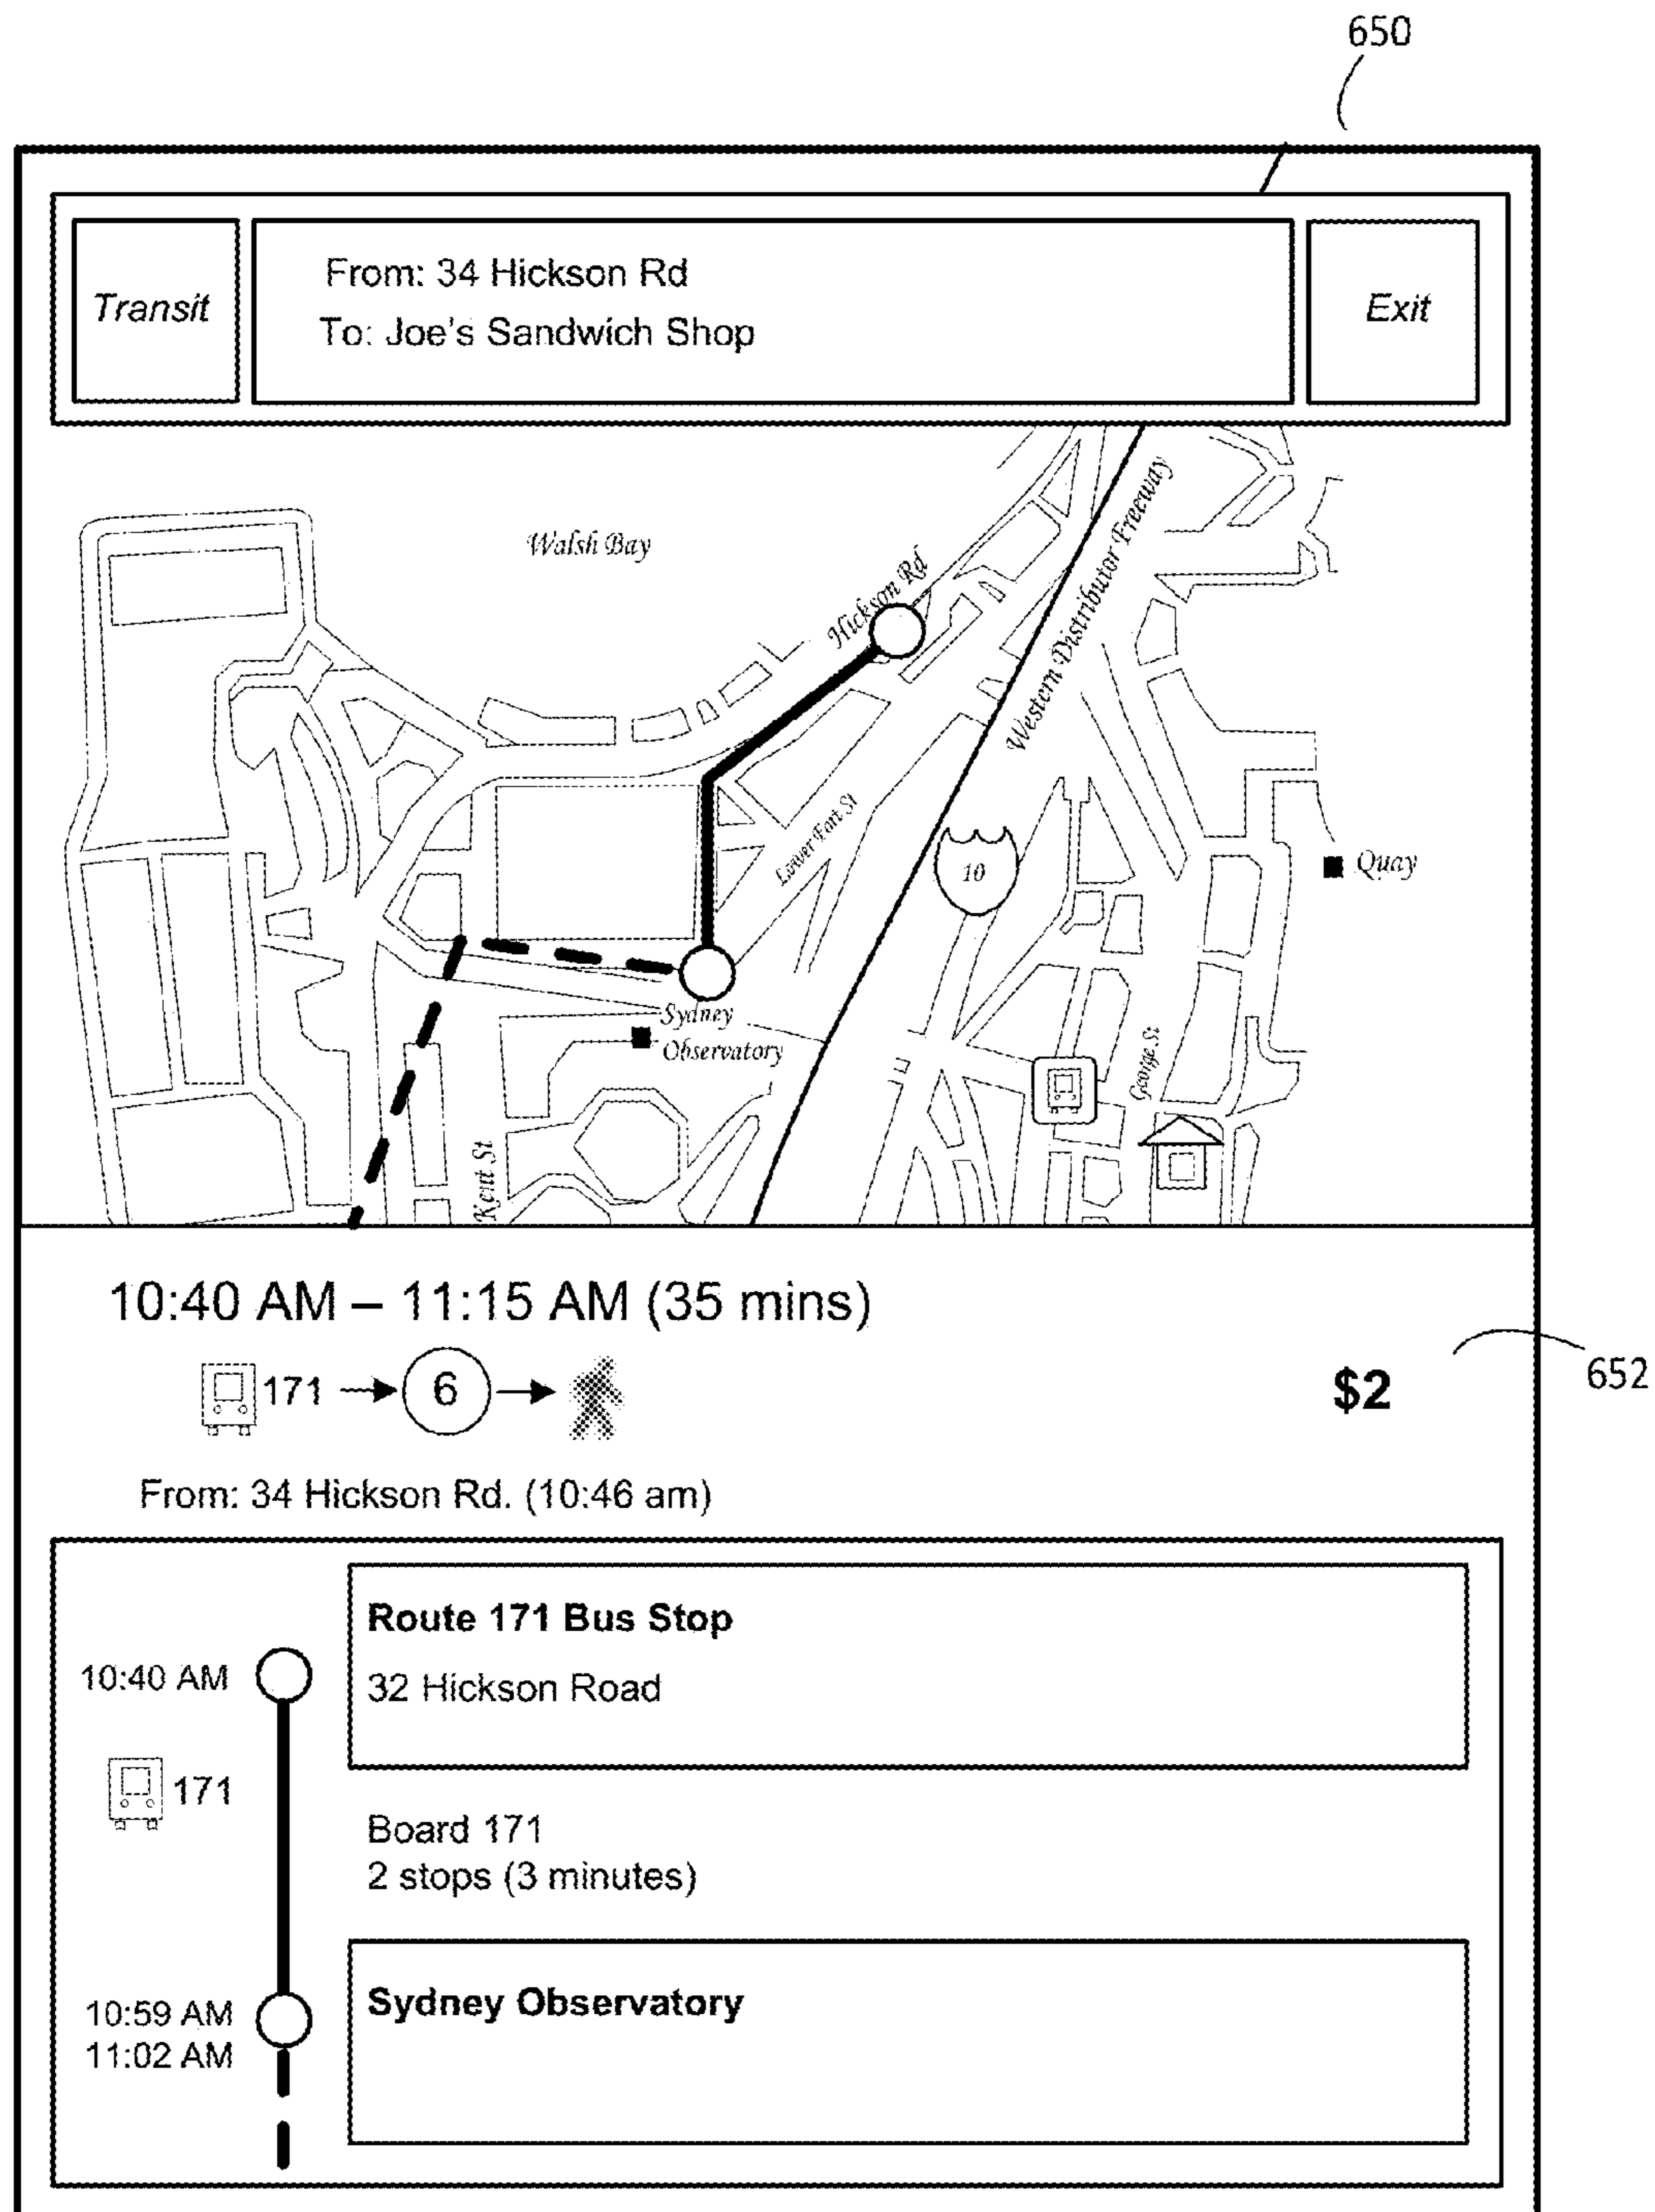 650
Transit
From: 34 Hickson Rd
To: Joe's Sandwich Shop
Exit
Walsh Bay
Hickson Rd
Western Distributor Freeway
Lower Fort St
10
Quay
Sydney
Observatory
George St
Kent St
10:40 AM – 11:15 AM (35 mins)
171
6
$2
652
From: 34 Hickson Rd. (10:46 am)
Route 171 Bus Stop
10:40 AM
32 Hickson Road
171
Board 171
2 stops (3 minutes)
Sydney Observatory
10:59 AM
11:02 AM